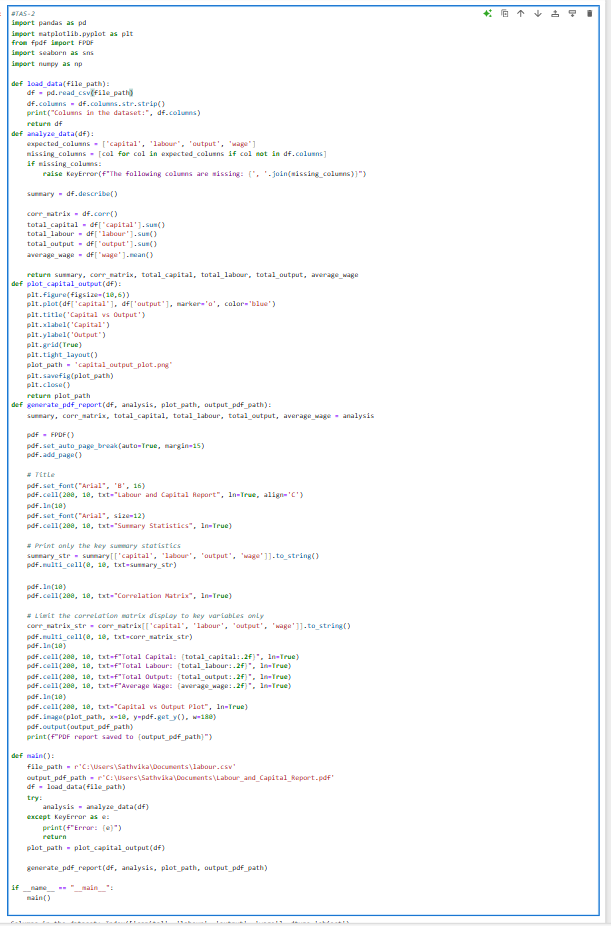 #TAS-2
import pandas as pd
import matplotlib.pyplot as plt
from fpdf import FPDF
import seaborn as sns
import numpy as np

def load_data(file_path):
    df = pd.read_csv(file_path)
    df.columns = df.columns.str.strip()
    print("Columns in the dataset:", df.columns)
    return df
def analyze_data(df):
    expected_columns = ['capital', 'labour', 'output', 'wage']
    missing_columns = [col for col in expected_columns if col not in df.columns]
    if missing_columns:
        raise KeyError(f"The following columns are missing: {', '.join(missing_columns)}")

    summary = df.describe()

    corr_matrix = df.corr()
    total_capital = df['capital'].sum()
    total_labour = df['labour'].sum()
    total_output = df['output'].sum()
    average_wage = df['wage'].mean()

    return summary, corr_matrix, total_capital, total_labour, total_output, average_wage
def plot_capital_output(df):
    plt.figure(figsize=(10,6))
    plt.plot(df['capital'], df['output'], marker='o', color='blue')
    plt.title('Capital vs Output')
    plt.xlabel('Capital')
    plt.ylabel('Output')
    plt.grid(True)
    plt.tight_layout()
    plot_path = 'capital_output_plot.png'
    plt.savefig(plot_path)
    plt.close()
    return plot_path
def generate_pdf_report(df, analysis, plot_path, output_pdf_path):
    summary, corr_matrix, total_capital, total_labour, total_output, average_wage = analysis

    pdf = FPDF()
    pdf.set_auto_page_break(auto=True, margin=15)
    pdf.add_page()

    # Title
    pdf.set_font("Arial", 'B', 16)
    pdf.cell(200, 10, txt="Labour and Capital Report", ln=True, align='C')
    pdf.ln(10)
    pdf.set_font("Arial", size=12)
    pdf.cell(200, 10, txt="Summary Statistics", ln=True)

    # Print only the key summary statistics
    summary_str = summary[['capital', 'labour', 'output', 'wage']].to_string()
    pdf.multi_cell(0, 10, txt=summary_str)

    pdf.ln(10)
    pdf.cell(200, 10, txt="Correlation Matrix", ln=True)

    # Limit the correlation matrix display to key variables only
    corr_matrix_str = corr_matrix[['capital', 'labour', 'output', 'wage']].to_string()
    pdf.multi_cell(0, 10, txt=corr_matrix_str)
    pdf.ln(10)
    pdf.cell(200, 10, txt=f"Total Capital: {total_capital:.2f}", ln=True)
    pdf.cell(200, 10, txt=f"Total Labour: {total_labour:.2f}", ln=True)
    pdf.cell(200, 10, txt=f"Total Output: {total_output:.2f}", ln=True)
    pdf.cell(200, 10, txt=f"Average Wage: {average_wage:.2f}", ln=True)
    pdf.ln(10)
    pdf.cell(200, 10, txt="Capital vs Output Plot", ln=True)
    pdf.image(plot_path, x=10, y=pdf.get_y(), w=180)
    pdf.output(output_pdf_path)
    print(f"PDF report saved to {output_pdf_path}")

def main():
    file_path = r'C:\Users\Sathvika\Documents\labour.csv'
    output_pdf_path = r'C:\Users\Sathvika\Documents\Labour_and_Capital_Report.pdf'
    df = load_data(file_path)
    try:
        analysis = analyze_data(df)
    except KeyError as e:
        print(f"Error: {e}")
        return
    plot_path = plot_capital_output(df)

    generate_pdf_report(df, analysis, plot_path, output_pdf_path)

if __name__ == "__main__":
    main()